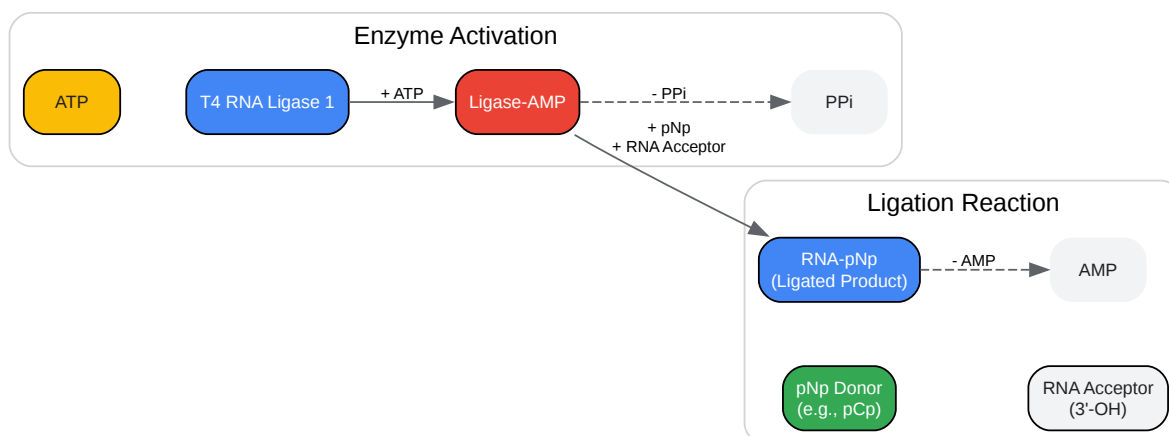 Enzyme Activation
ATP
T4 RNA Ligase 1
+ ATP
Ligase-AMP
- PPi
PPi
+ pNp
+ RNA Acceptor
Ligation Reaction
RNA-pNp
(Ligated Product)
- AMP
AMP
pNp Donor
(e.g., pCp)
RNA Acceptor
(3'-OH)